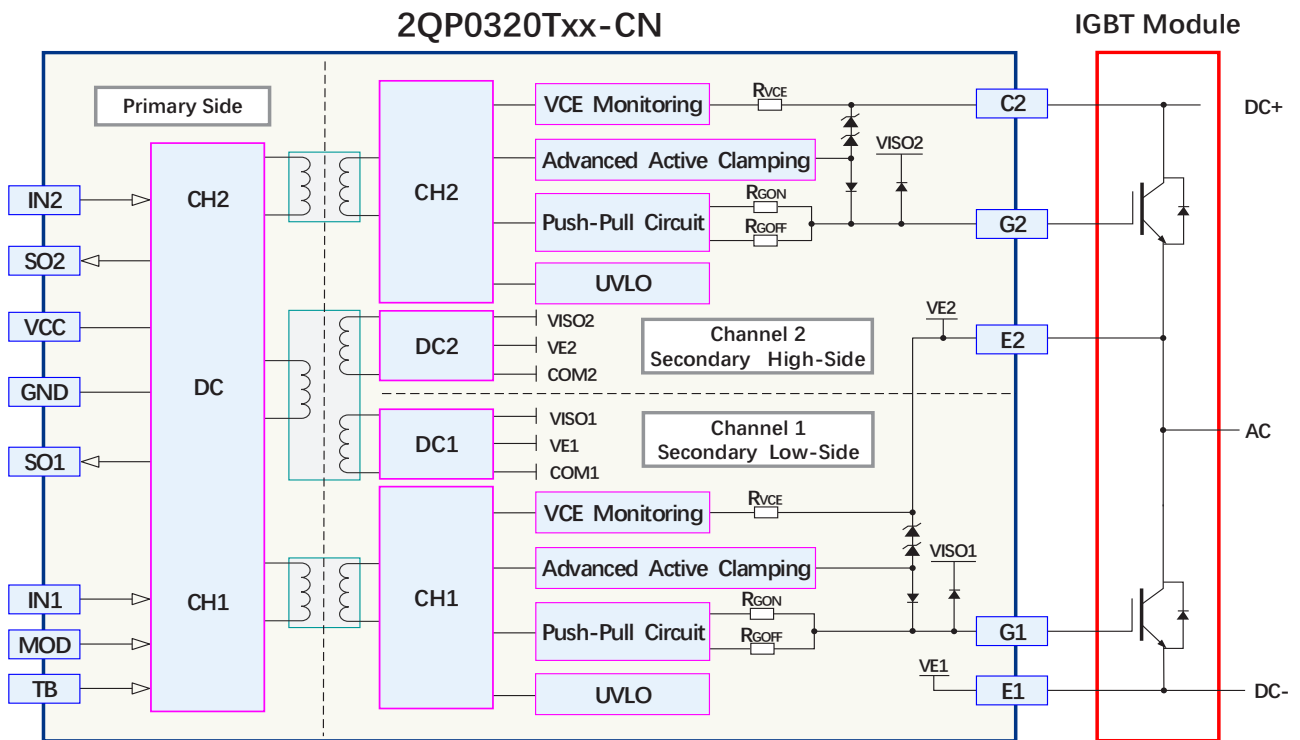 2QP0320Txx-CN
IGBT Module
Primary Side
IN2
SO2
VCC
GND
SO1
IN1
MOD
TB
CH2
DC
CH1
CH2
VCE Monitoring
RVCE
Advanced Active Clamping
VISO2
Push-Pull Circuit
RGON
RGOFF
UVLO
C2
G2
DC+
DC2
VISO2
VE2
COM2
Channel 2
Secondary High-Side
VE2
E2
DC1
VISO1
VE1
COM1
Channel 1
Secondary Low-Side
AC
CH1
VCE Monitoring
RVCE
Advanced Active Clamping
VISO1
Push-Pull Circuit
RGON
RGOFF
UVLO
G1
VE1
E1
DC-